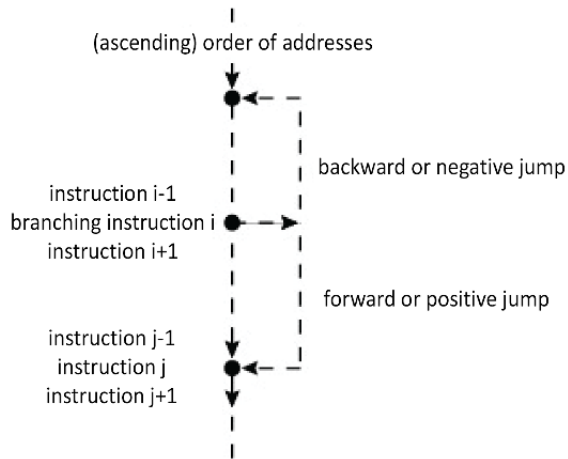 (ascending) order of addresses
backward or negative jump
instruction i-1
branching instruction i
instruction i+1
forward or positive jump
instruction j-1
instruction j
instruction j+1